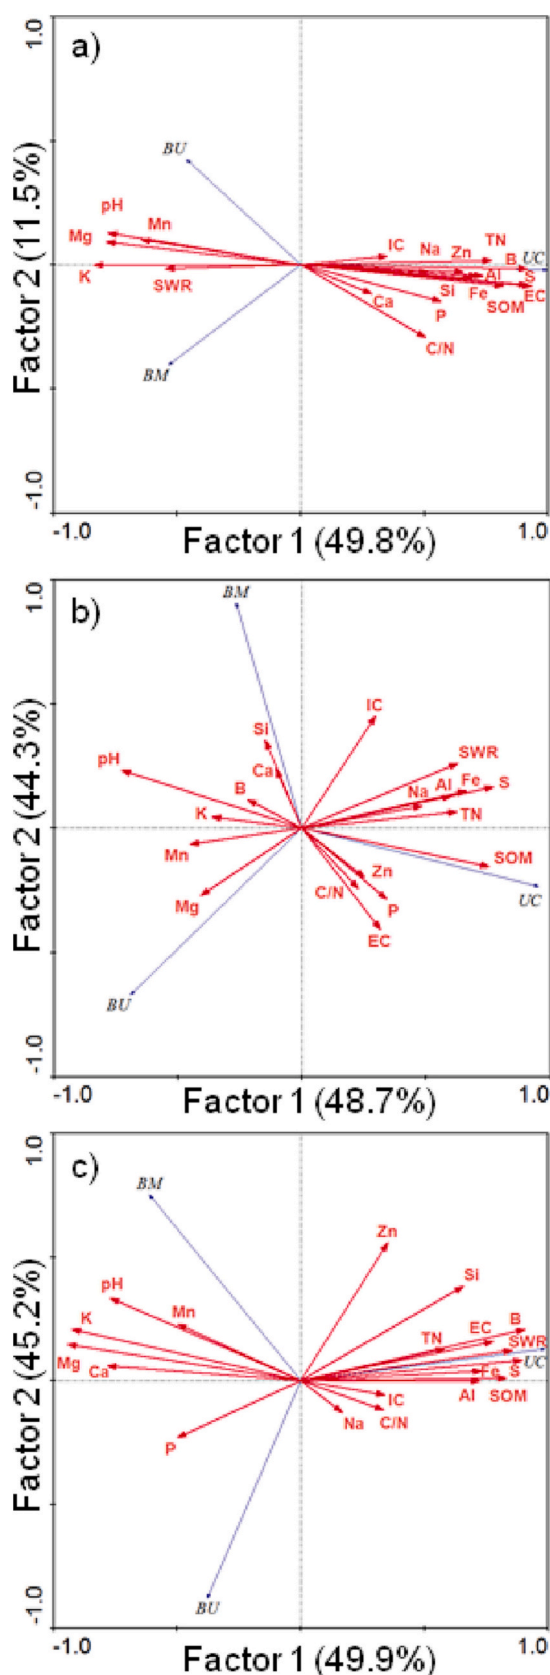 a)
1.0
Factor 2 (11.5%)
-1.0
BU
pH
Mn
Mg
K
SWR
BM
IC
Na
Zn
TN
B
UC
Ca
Si
P
Al
Fe
S
SOM
EC
C/N
-1.0
Factor 1 (49.8%)
1.0
b)
1.0
Factor 2 (44.3%)
-1.0
BM
Si
Ca
pH
B
K
Mn
Mg
BU
IC
SWR
Na
Al
Fe
S
TN
SOM
UC
Zn
C/N
P
EC
-1.0
Factor 1 (48.7%)
1.0
c)
1.0
Factor 2 (45.2%)
-1.0
BM
pH
K
Mn
Mg
Ca
P
BU
Zn
Si
B
EC
TN
SWR
UC
Fe
S
Al
SOM
IC
Na
C/N
-1.0
Factor 1 (49.9%)
1.0